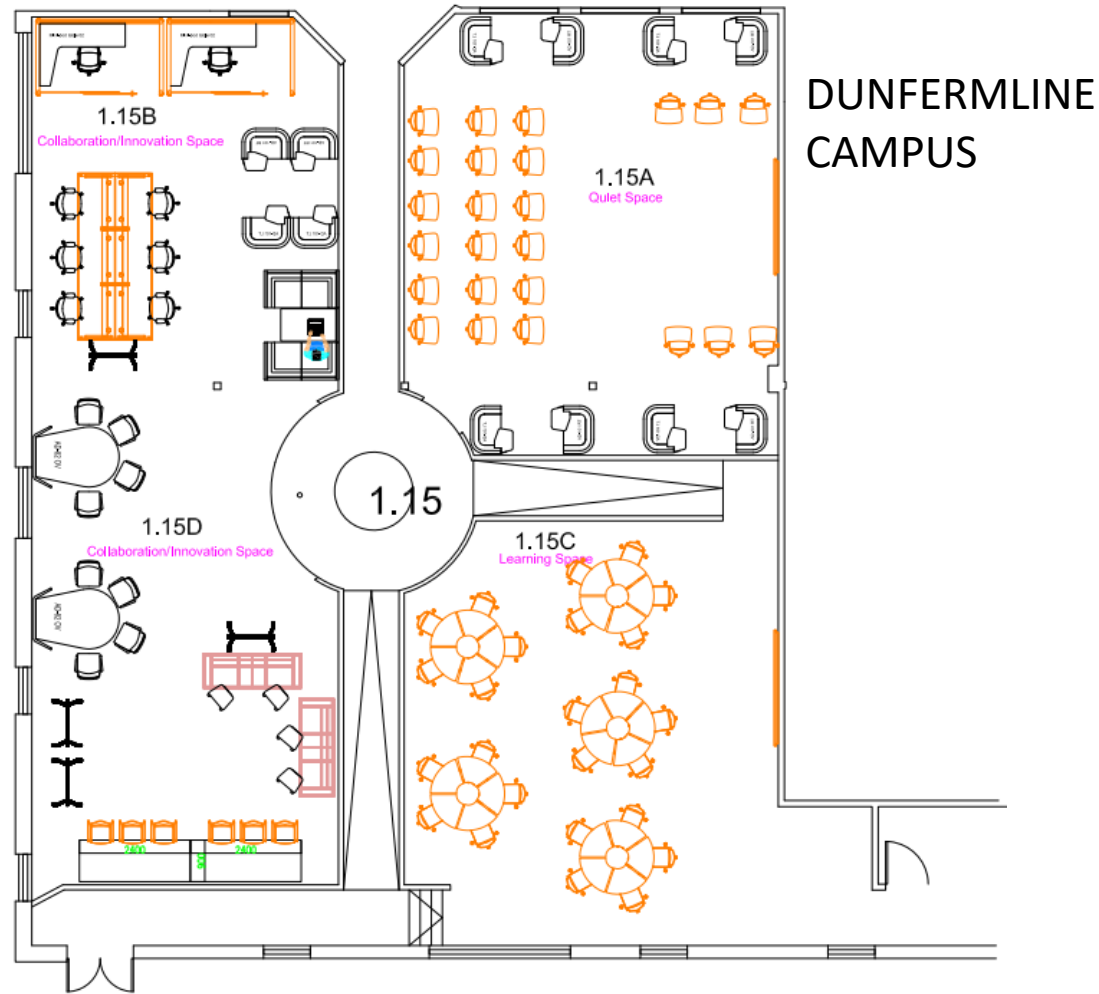 DUNFERMLINE
CAMPUS
1.15B
Collaboration/Innovation Space
1.15A
Quiet Space
1.15
1.15D
Collaboration/Innovation Space
1.15C
Learning Space
2400
900
2400